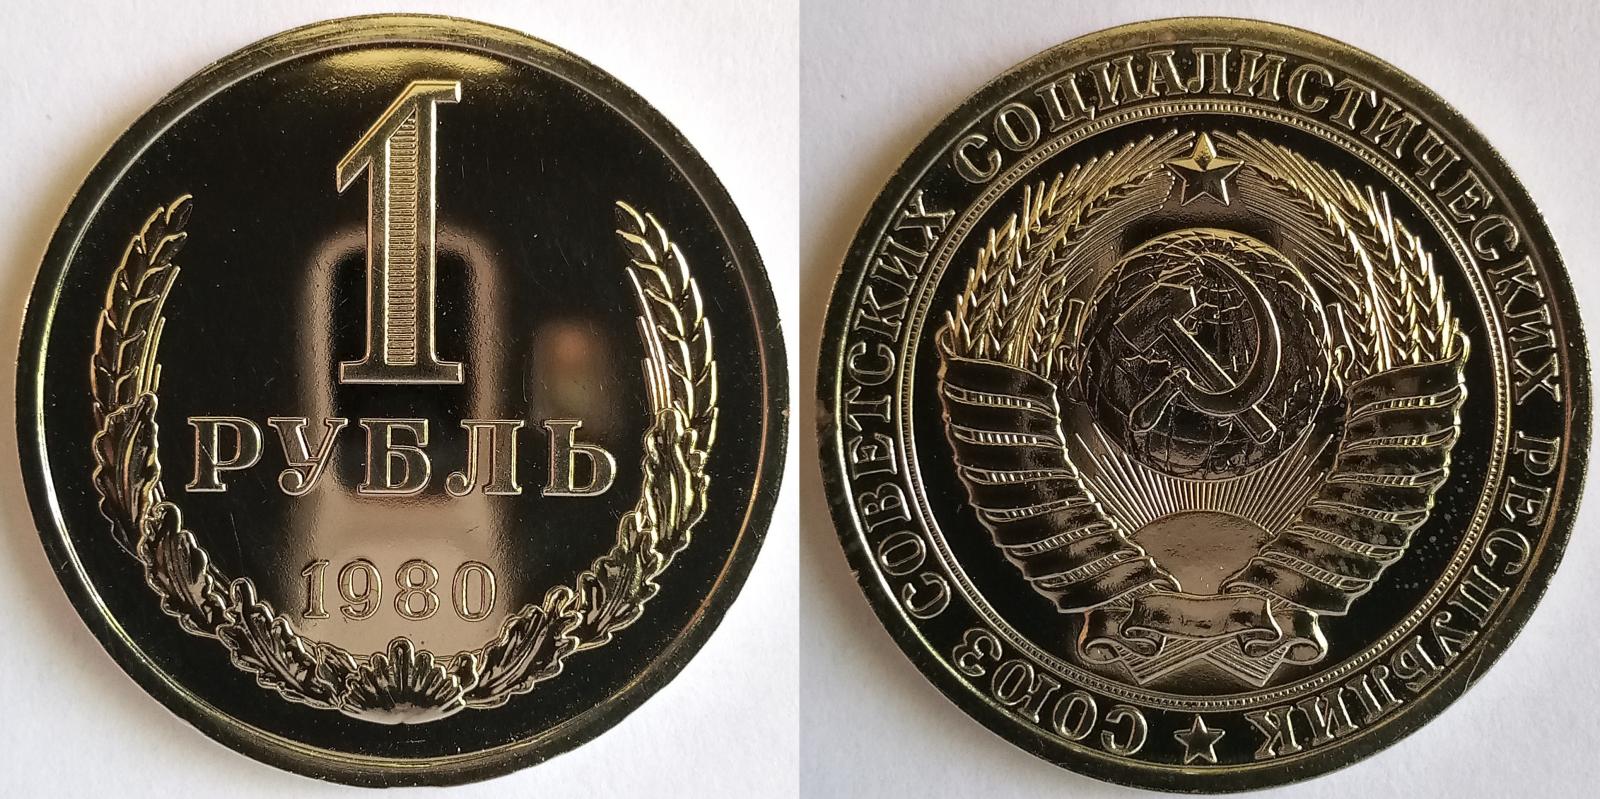 1
РУБЛЬ
1980
СОЮЗ СОВЕТСКИХ СОЦИАЛИСТИЧЕСКИХ РЕСПУБЛИК